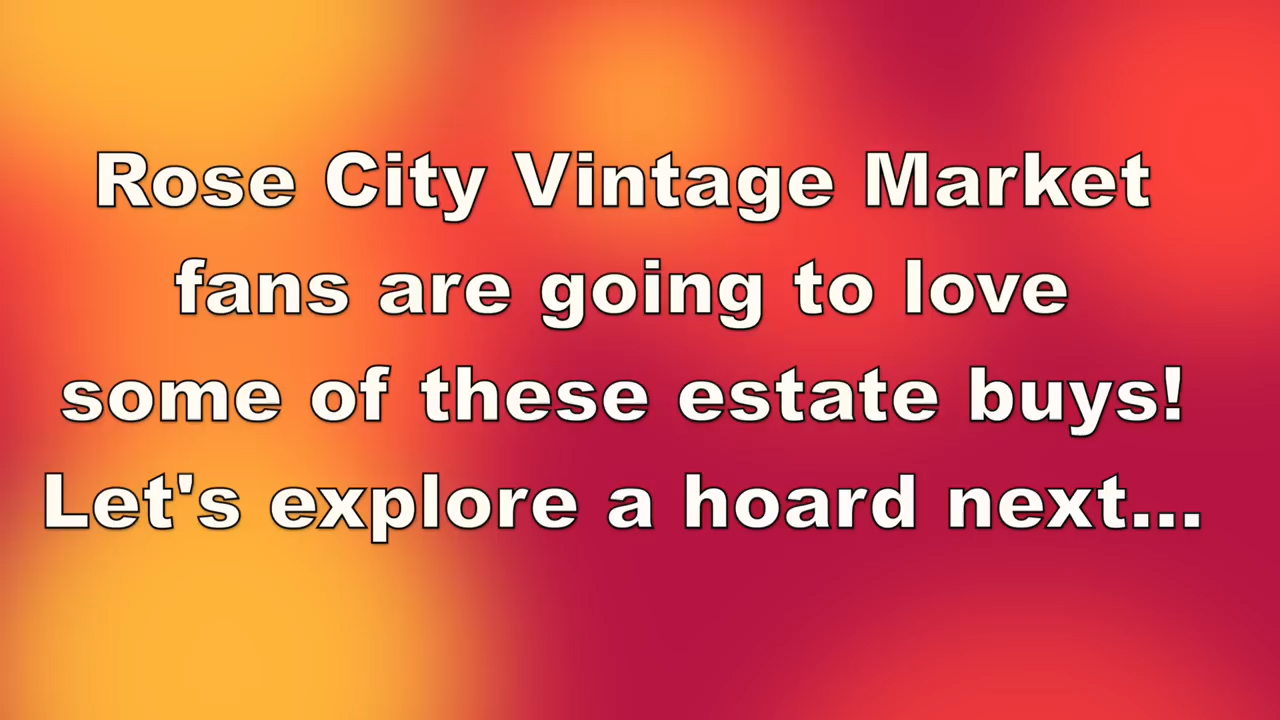 Rose City Vintage Market
fans are going to love
some of these estate buys!
Let's explore a hoard next...